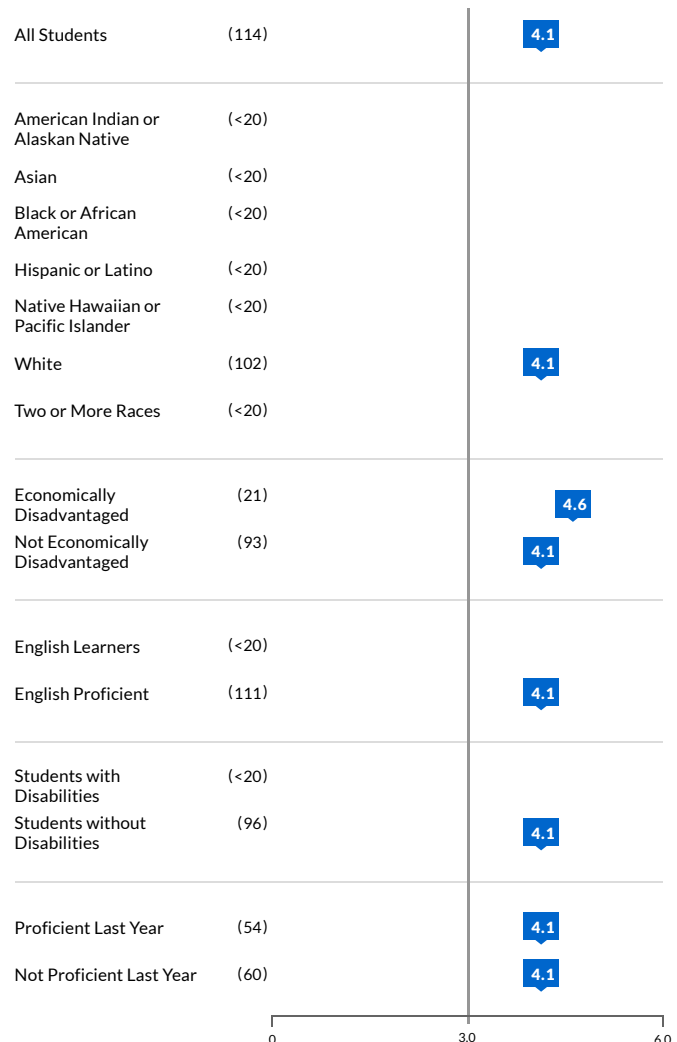 All Students (114) 4.1
American Indian or (<20)
Alaskan Native
Asian (<20)
Black or African (<20)
American
Hispanic or Latino (<20)
Native Hawaiian or (<20)
Pacific Islander
White (102) 4.1
Two or More Races (<20)
Economically (21) 4.6
Disadvantaged
Not Economically (93) 4.1
Disadvantaged
English Learners (<20)
English Proficient (111) 4.1
Students with (<20)
Disabilities
Students without (96) 4.1
Disabilities
Proficient Last Year (54) 4.1
Not Proficient Last Year (60) 4.1
0 3.0 6.0